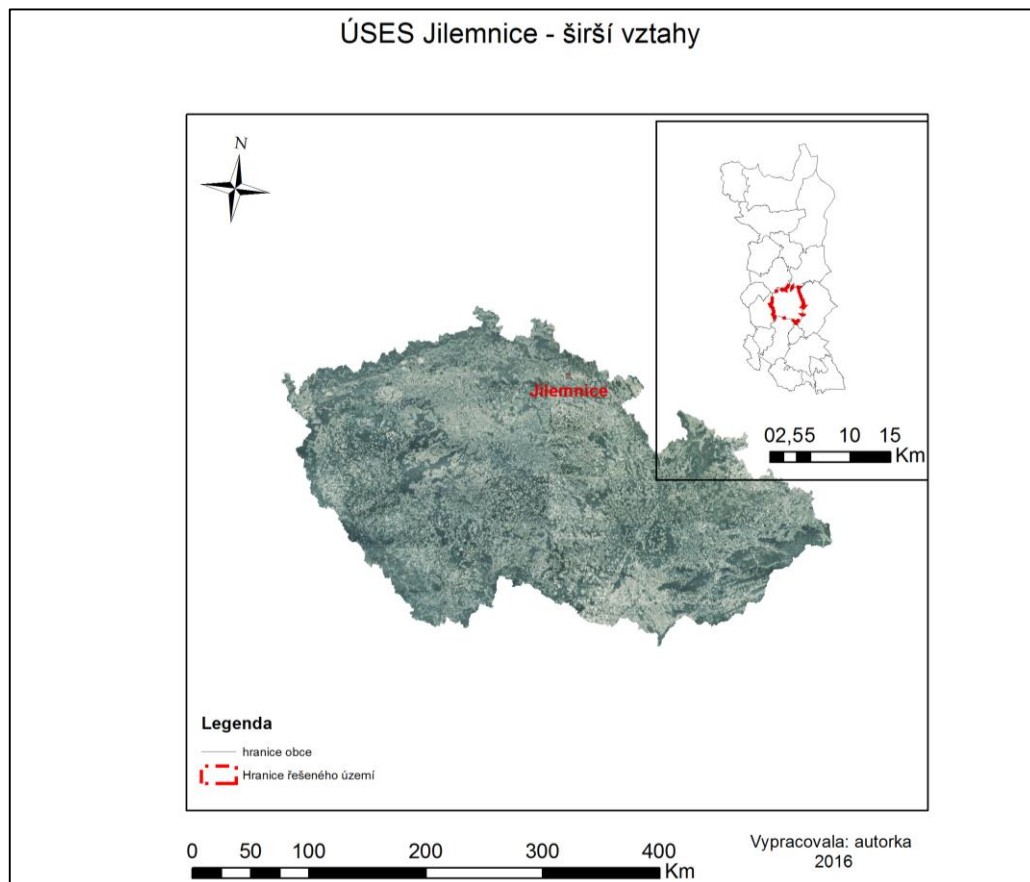 ÚSES Jilemnice - širší vztahy
N
Jilemnice
02,55 10 15
Km
Legenda
hranice obce
Hranice řešeného území
0 50 100 200 300 400
Km
Vypracovala: autorka
2016